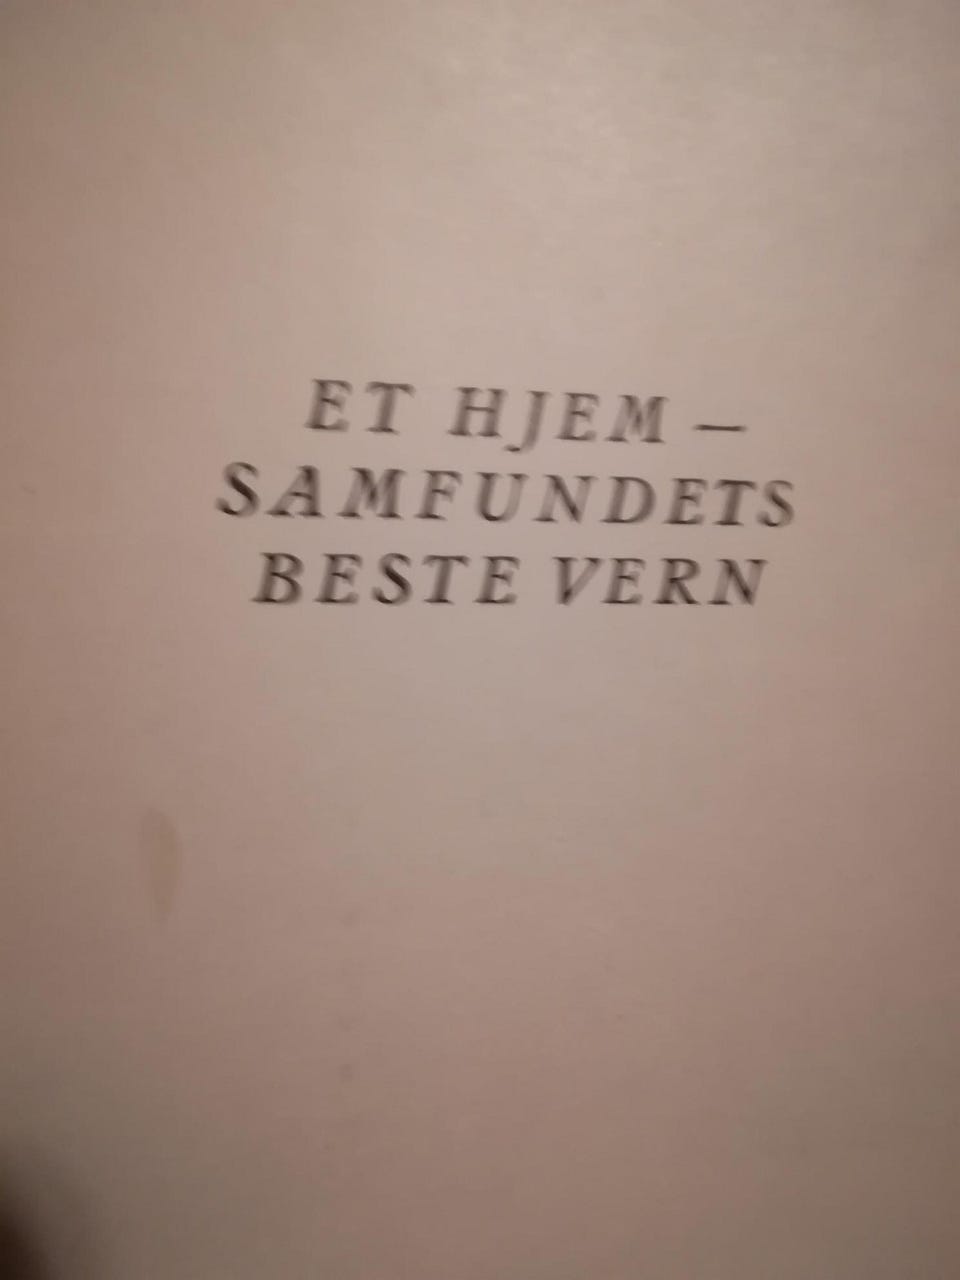 ET HJEM –
SAMFUNDETS
BESTE VERN